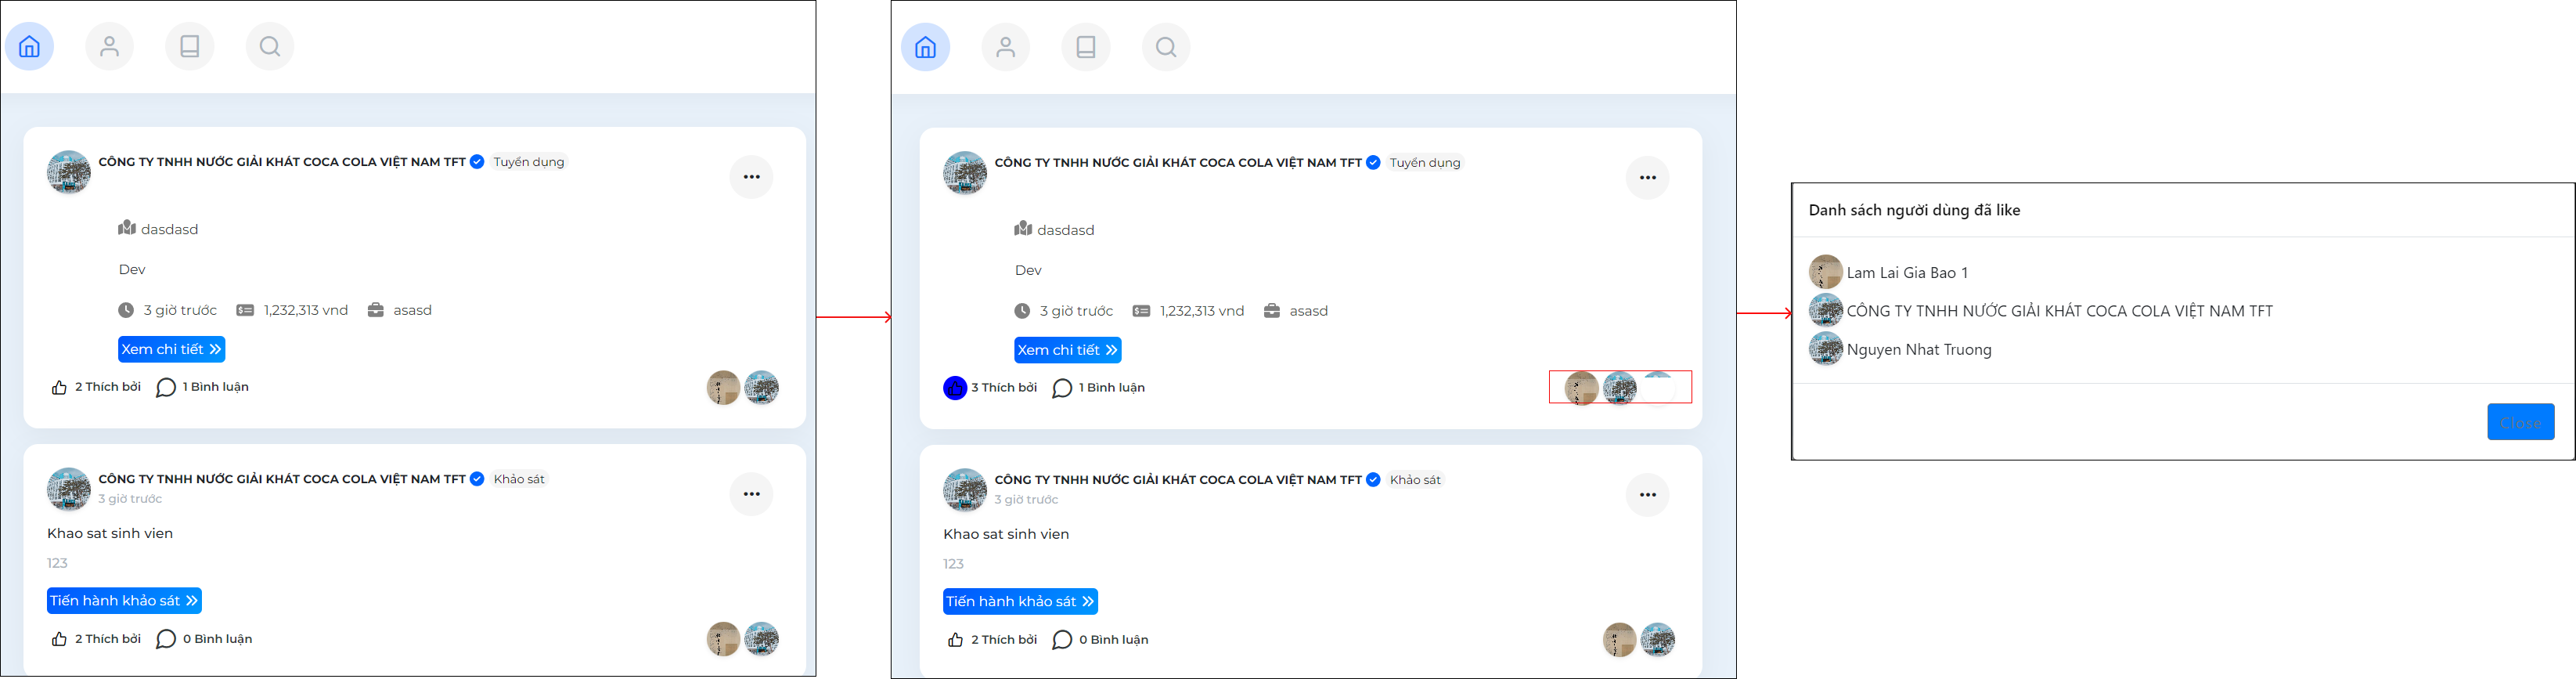 CÔNG TY TNHH NƯỚC GIẢI KHÁT COCA COLA VIỆT NAM TFT Tuyển dụng
dasdasd
Dev
3 giờ trước 1,232,313 vnd asasd
Xem chi tiết
2 Thích bởi 1 Bình luận
CÔNG TY TNHH NƯỚC GIẢI KHÁT COCA COLA VIỆT NAM TFT Khảo sát
3 giờ trước
Khao sat sinh vien
123
Tiến hành khảo sát
2 Thích bởi 0 Bình luận
CÔNG TY TNHH NƯỚC GIẢI KHÁT COCA COLA VIỆT NAM TFT Tuyển dụng
dasdasd
Dev
3 giờ trước 1,232,313 vnd asasd
Xem chi tiết
3 Thích bởi 1 Bình luận
CÔNG TY TNHH NƯỚC GIẢI KHÁT COCA COLA VIỆT NAM TFT Khảo sát
3 giờ trước
Khao sat sinh vien
123
Tiến hành khảo sát
2 Thích bởi 0 Bình luận
Danh sách người dùng đã like
Lam Lai Gia Bao 1
CÔNG TY TNHH NƯỚC GIẢI KHÁT COCA COLA VIỆT NAM TFT
Nguyen Nhat Truong
Close